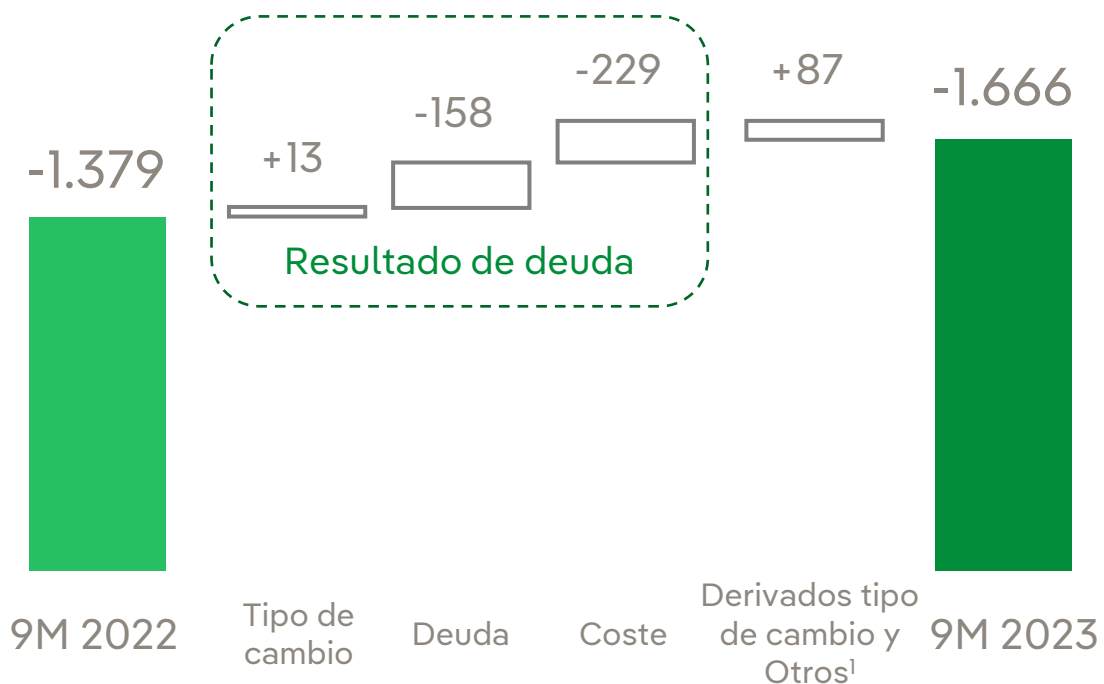 -1.379
+13
-158
-229
+87
-1.666
Resultado de deuda
9M 2022
Tipo de
cambio
Deuda
Coste
Derivados tipo
de cambio y
Otros¹
9M 2023